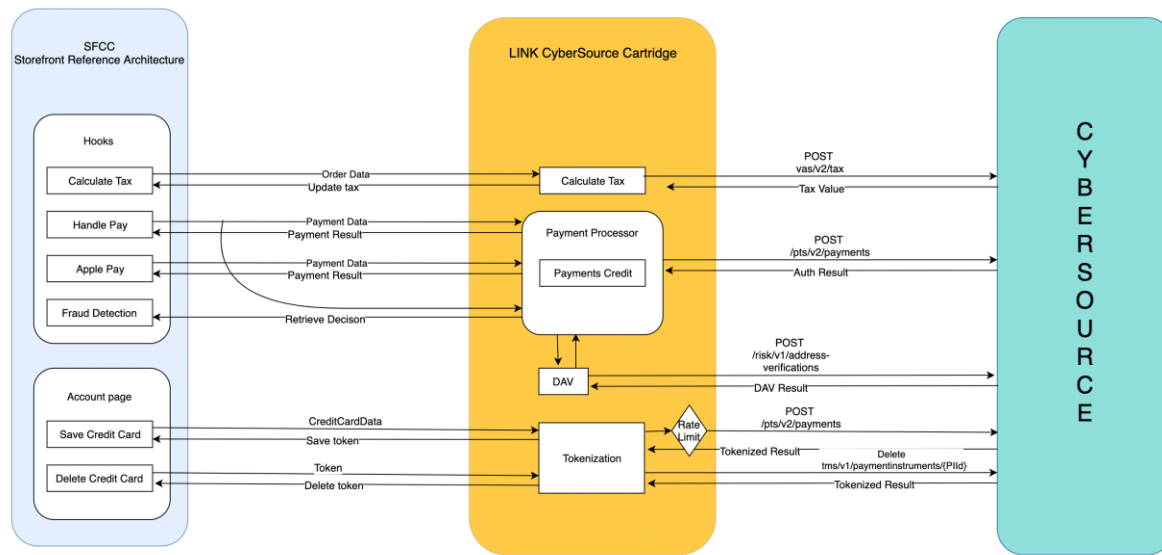 SFCC
Storefront Reference Architecture
LINK CyberSource Cartridge
CYBERSOURCE
Hooks
Calculate Tax
Order Data
Update tax
Calculate Tax
POST
vas/v2/tax
Tax Value
Handle Pay
Payment Data
Payment Result
Payment Processor
POST
/pts/v2/payments
Auth Result
Apple Pay
Payment Data
Payment Result
Payments Credit
Fraud Detection
Retrieve Decison
POST
/risk/v1/address-
verifications
DAV
DAV Result
Account page
Save Credit Card
CreditCardData
Save token
Tokenization
Rate
Limit
POST
/pts/v2/payments
Tokenized Result
Delete
tms/v1/paymentinstruments/{PIId}
Tokenized Result
Delete Credit Card
Token
Delete token